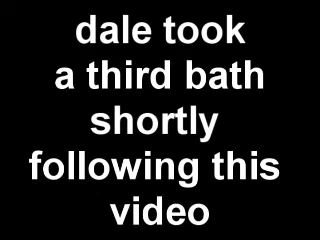 dale took
a third bath
shortly
following this
video